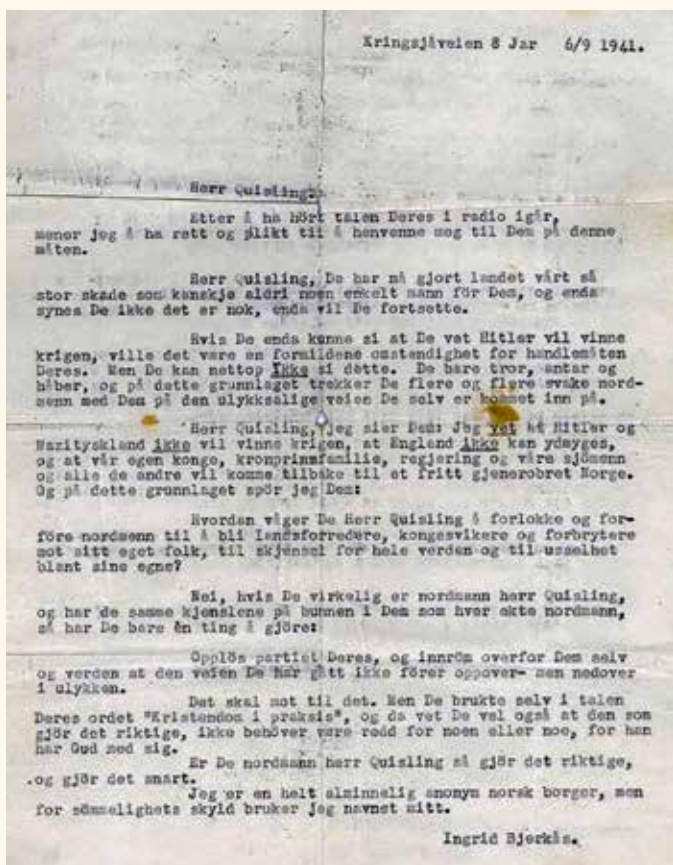 Kringsjåveien 8 Jar   6/9 1941.
Herr Quisling.
Etter å ha hört talen Deres i radio igår,
mener jeg å ha rett og plikt til å henvenne meg til Dem på denne
måten.
Herr Quisling, De har nå gjort landet vårt så
stor skade som kanskje aldri noen enkelt mann för Dem, og enda
synes De ikke det er nok, enda vil De fortsette.
Hvis De enda kunne si at De vet Hitler vil vinne
krigen, ville det være en formildene omstendighet for handlemåten
Deres. Men De kan nettop ikke si dette. De bare tror, antar og
håber, og på dette grunnlaget trekker De flere og flere svake nord-
menn med Dem på den ulykksalige veien De selv er kommet inn på.
Herr Quisling, jeg sier Dem: Jeg vet at Hitler og
Nazityskland ikke vil vinne krigen, at England ikke kan ydmyges,
og at vår egen konge, kronprinsfamilie, regjering og våre sjömenn
og alle de andre vil komme tilbake til et fritt gjenerobret Norge.
Og på dette grunnlaget spör jeg Dem:
Hvordan våger De Herr Quisling å forlokke og for-
före nordmenn til å bli landsforredere, kongesvikere og forbrytere
mot sitt eget folk, til skjensel for hele verden og til usselhet
blant sine egne?
Nei, hvis De virkelig er nordmann herr Quisling,
og har de samme kjenslene på bunnen i Dem som hver ekte nordmann,
så har De bare ên ting å gjöre:
Opplös partiet Deres, og innröm overfor Dem selv
og verden at den veien De har gått ikke förer oppover- men nedover
i ulykken.
Det skal mot til det. Men De brukte selv i talen
Deres ordet "Kristendom i praksis", og da vet De vel også at den som
gjör det riktige, ikke behöver være redd for noen eller noe, for han
har Gud med sig.
Er De nordmann herr Quisling så gjör det riktige,
og gjör det snart.
Jeg er en helt alminnelig anonym norsk borger, men
for sömmelighets skyld bruker jeg navnet mitt.
Ingrid Bjerkås.